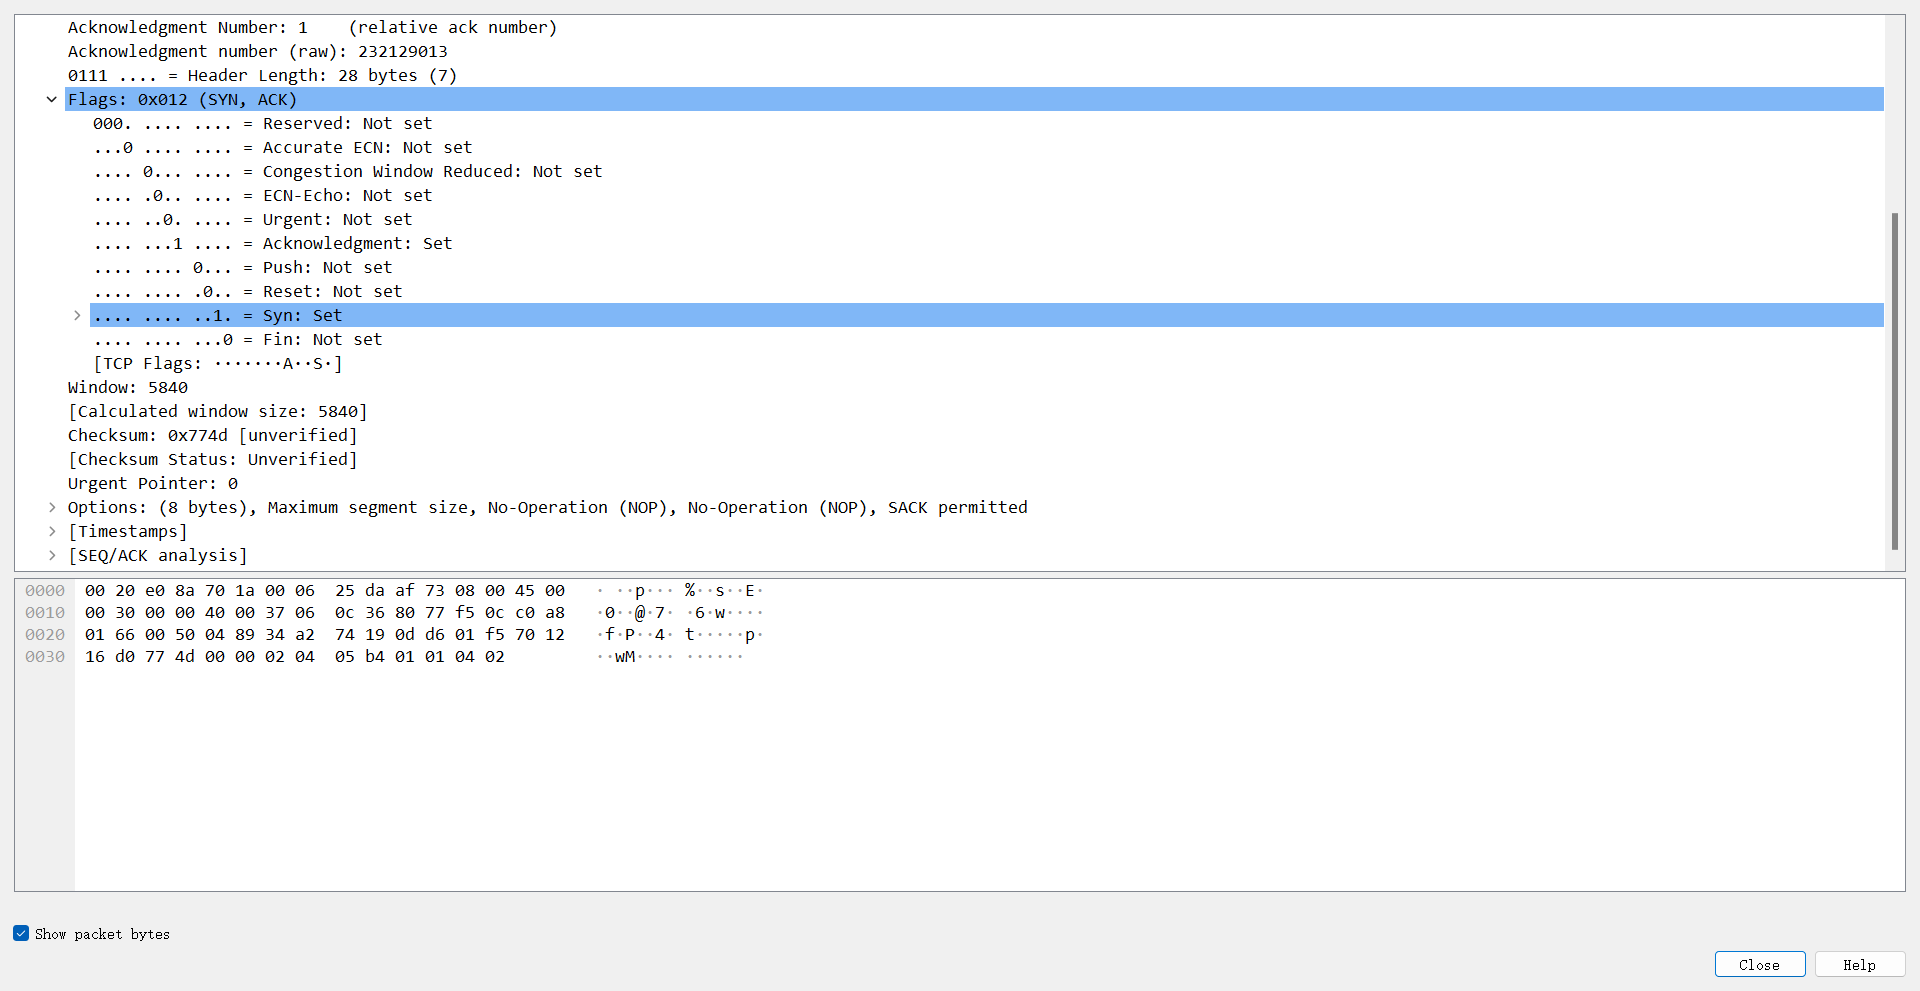 Acknowledgment Number: 1    (relative ack number)
Acknowledgment number (raw): 232129013
0111 .... = Header Length: 28 bytes (7)
Flags: 0x012 (SYN, ACK)
000. .... .... = Reserved: Not set
...0 .... .... = Accurate ECN: Not set
.... 0... .... = Congestion Window Reduced: Not set
.... .0.. .... = ECN-Echo: Not set
.... ..0. .... = Urgent: Not set
.... ...1 .... = Acknowledgment: Set
.... .... 0... = Push: Not set
.... .... .0.. = Reset: Not set
.... .... ..1. = Syn: Set
.... .... ...0 = Fin: Not set
[TCP Flags: ·······A··S·]
Window: 5840
[Calculated window size: 5840]
Checksum: 0x774d [unverified]
[Checksum Status: Unverified]
Urgent Pointer: 0
Options: (8 bytes), Maximum segment size, No-Operation (NOP), No-Operation (NOP), SACK permitted
[Timestamps]
[SEQ/ACK analysis]
0000  00 20 e0 8a 70 1a 00 06  25 da af 73 08 00 45 00   · ··p··· %··s··E·
0010  00 30 00 00 40 00 37 06  0c 36 80 77 f5 0c c0 a8   ·0··@·7· ·6·w····
0020  01 66 00 50 04 89 34 a2  74 19 0d d6 01 f5 70 12   ·f·P··4· t·····p·
0030  16 d0 77 4d 00 00 02 04  05 b4 01 01 04 02   ··wM···· ······
Show packet bytes
Close
Help